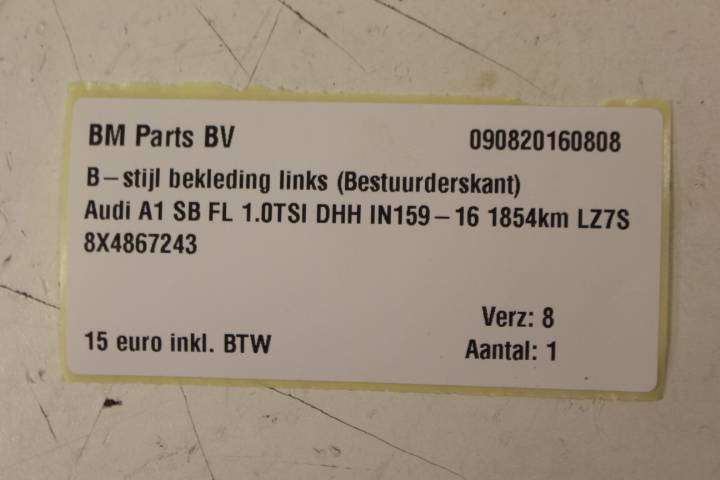 BM Parts BV 090820160808
B-stijl bekleding links (Bestuurderskant)
Audi A1 SB FL 1.0TSI DHH IN159-16 1854km LZ7S
8X4867243
Verz: 8
15 euro inkl. BTW Aantal: 1